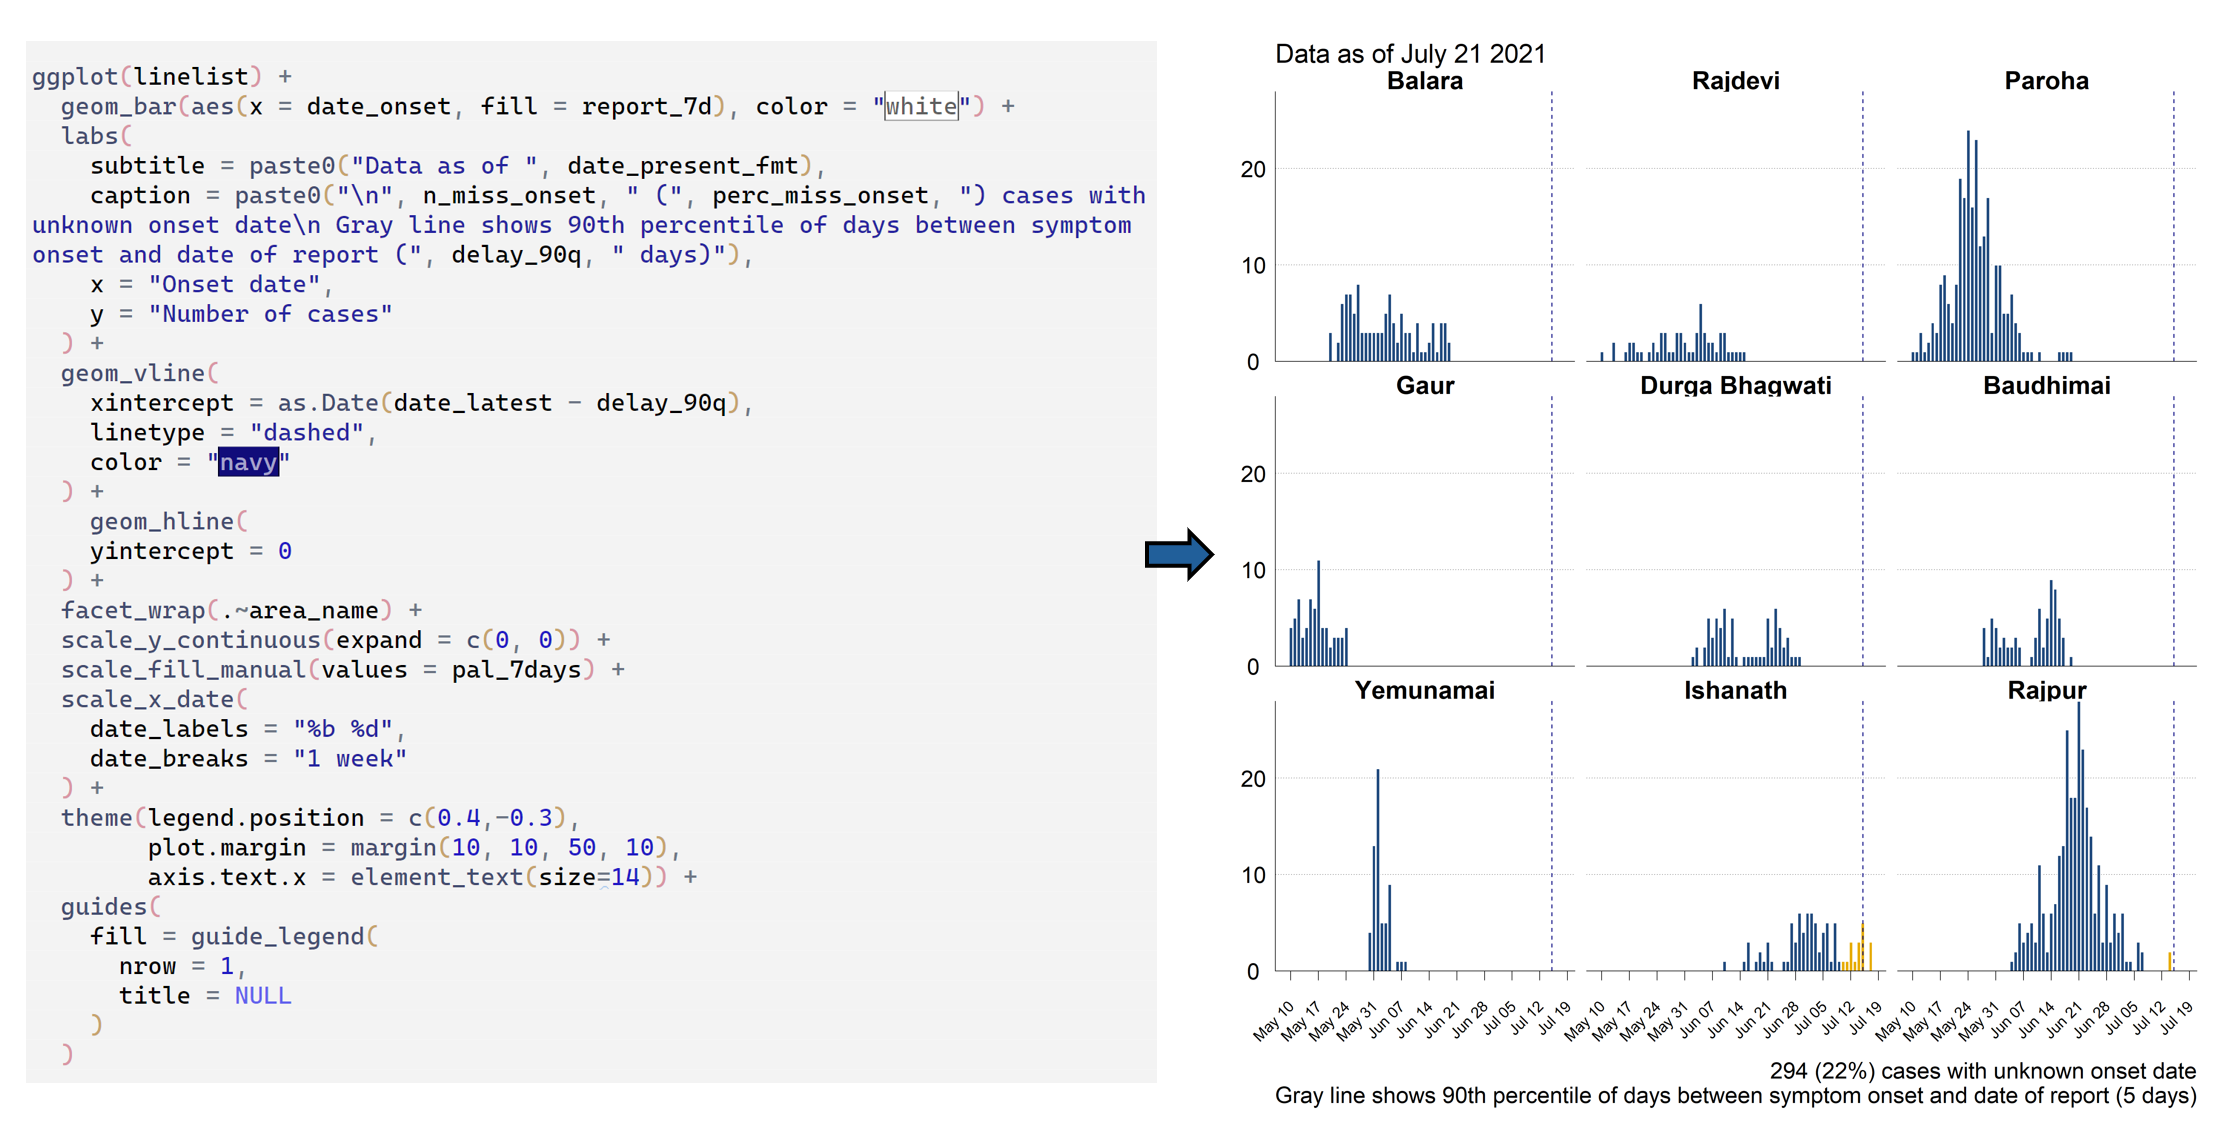 ggplot(linelist) +
  geom_bar(aes(x = date_onset, fill = report_7d), color = "white") +
  labs(
    subtitle = paste0("Data as of ", date_present_fmt),
    caption = paste0("\n", n_miss_onset, " (", perc_miss_onset, ") cases with
unknown onset date\n Gray line shows 90th percentile of days between symptom
onset and date of report (", delay_90q, " days)"),
    x = "Onset date",
    y = "Number of cases"
  ) +
  geom_vline(
    xintercept = as.Date(date_latest - delay_90q),
    linetype = "dashed",
    color = "navy"
  ) +
    geom_hline(
    yintercept = 0
  ) +
  facet_wrap(.~area_name) +
  scale_y_continuous(expand = c(0, 0)) +
  scale_fill_manual(values = pal_7days) +
  scale_x_date(
    date_labels = "%b %d",
    date_breaks = "1 week"
  ) +
  theme(legend.position = c(0.4,-0.3),
        plot.margin = margin(10, 10, 50, 10),
        axis.text.x = element_text(size=14)) +
  guides(
    fill = guide_legend(
      nrow = 1,
      title = NULL
    )
  )
Data as of July 21 2021
Balara Rajdevi Paroha
20
10
0
Gaur Durga Bhagwati Baudhimai
20
10
0
Yemunamai Ishanath Rajpur
20
10
0
May 10 May 17 May 24 May 31 Jun 07 Jun 14 Jun 21 Jun 28 Jul 05 Jul 12 Jul 19 May 10 May 17 May 24 May 31 Jun 07 Jun 14 Jun 21 Jun 28 Jul 05 Jul 12 Jul 19 May 10 May 17 May 24 May 31 Jun 07 Jun 14 Jun 21 Jun 28 Jul 05 Jul 12 Jul 19
294 (22%) cases with unknown onset date
Gray line shows 90th percentile of days between symptom onset and date of report (5 days)